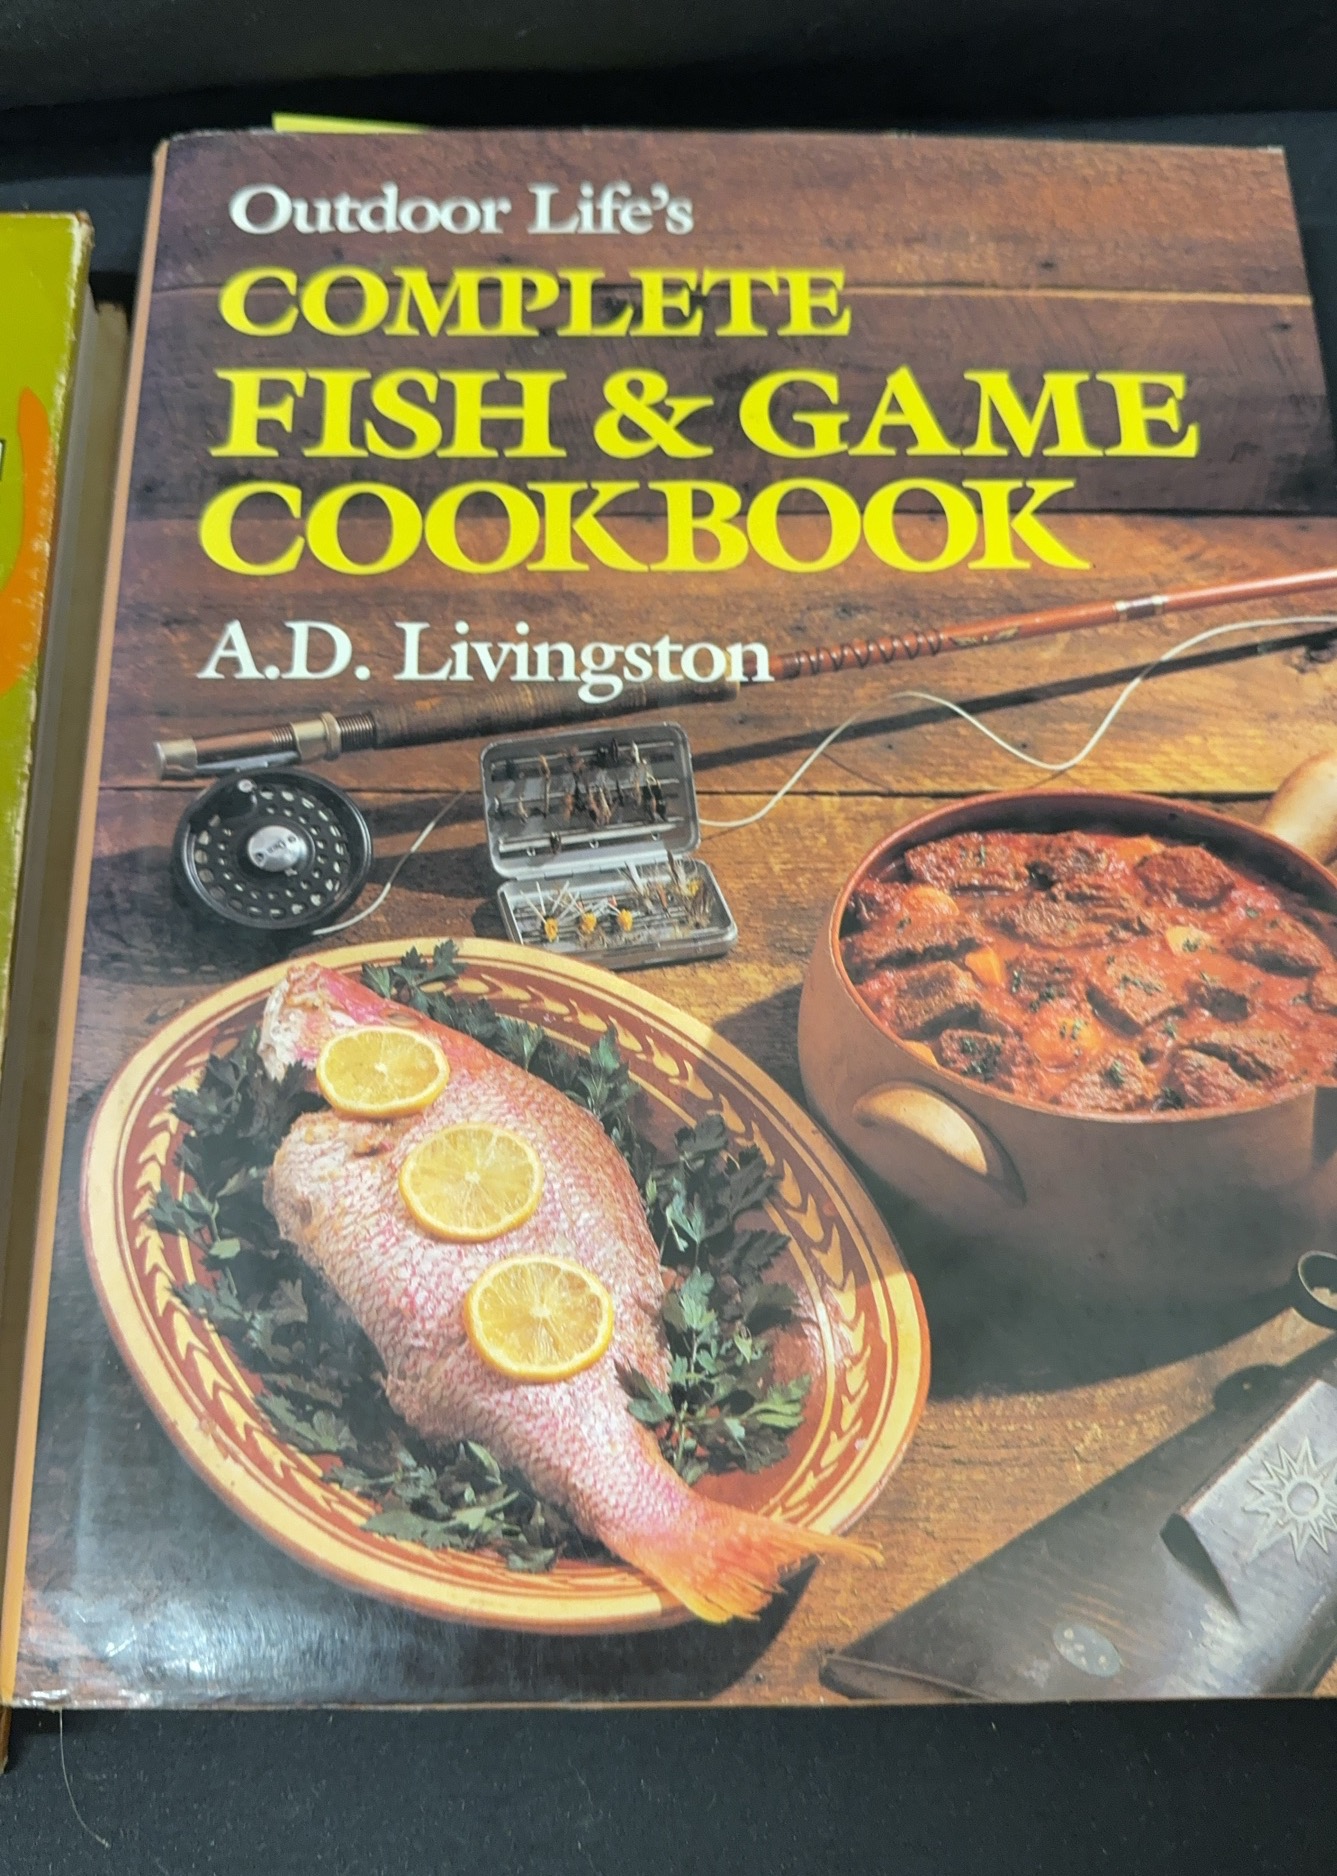 Outdoor Life's
COMPLETE
FISH & GAME
COOKBOOK
A.D. Livingston